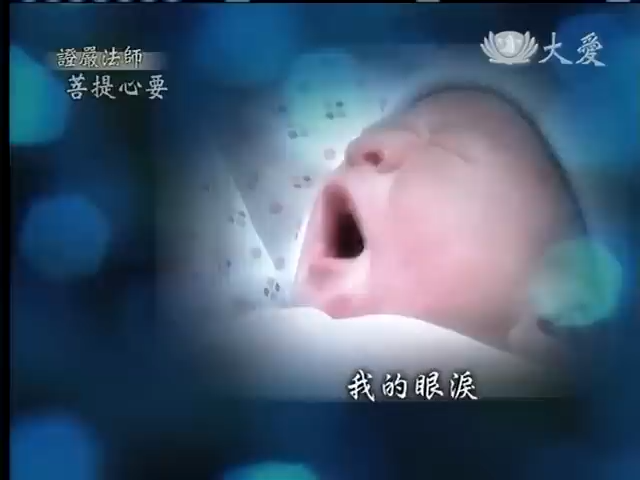 證嚴法師
菩提心要
大愛
我的眼淚